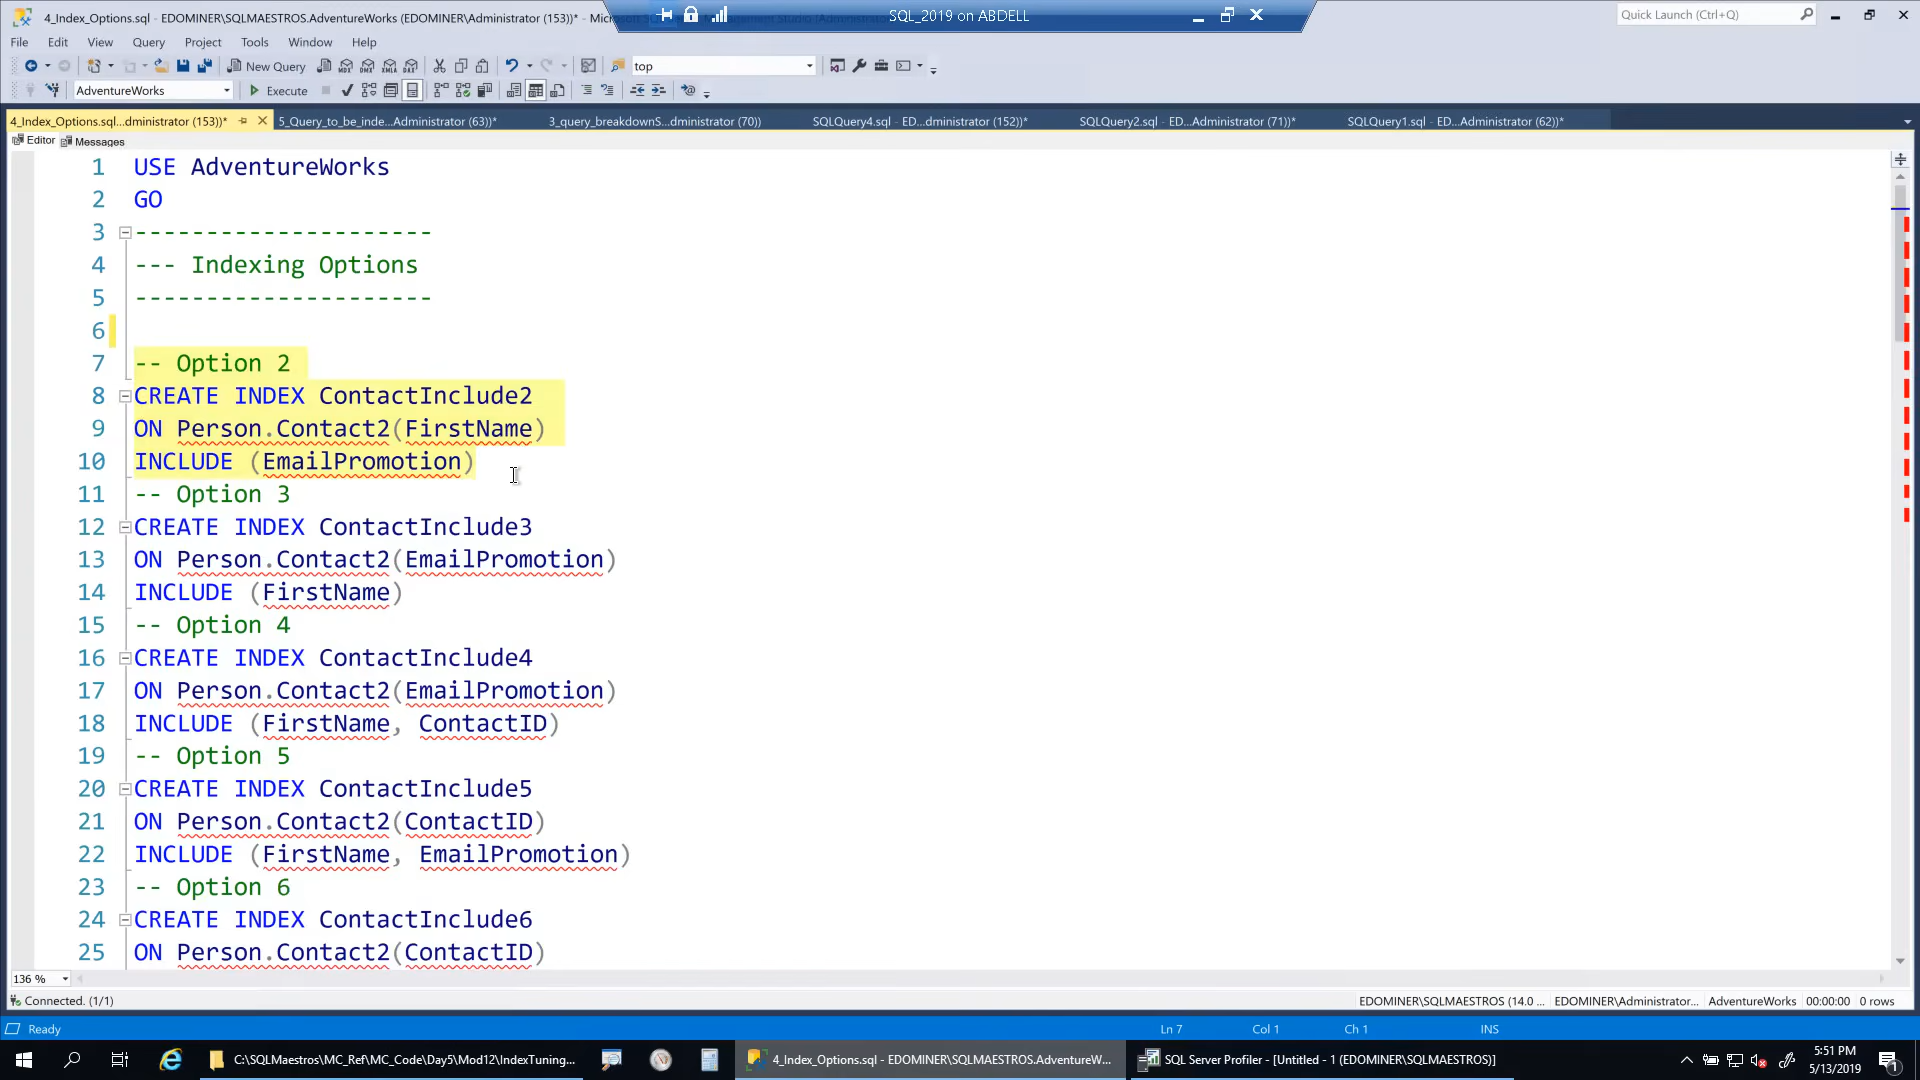 4_Index_Options.sql - EDOMINER\SQLMAESTROS.AdventureWorks (EDOMINER\Administrator (153))* - Micros
SQL_2019 on ABDELL
Quick Launch (Ctrl+Q)
File Edit View Query Project Tools Window Help
New Query
top
AdventureWorks
Execute
4_Index_Options.sql...dministrator (153))*
5_Query_to_be_inde...Administrator (63))*
3_query_breakdownS...dministrator (70))
SQLQuery4.sql - ED...dministrator (152))*
SQLQuery2.sql - ED...Administrator (71))*
SQLQuery1.sql - ED...Administrator (62))*
Editor Messages
1 USE AdventureWorks
2 GO
3 ---------------------
4 --- Indexing Options
5 ---------------------
6
7 -- Option 2
8 CREATE INDEX ContactInclude2
9 ON Person.Contact2(FirstName)
10 INCLUDE (EmailPromotion)
11 -- Option 3
12 CREATE INDEX ContactInclude3
13 ON Person.Contact2(EmailPromotion)
14 INCLUDE (FirstName)
15 -- Option 4
16 CREATE INDEX ContactInclude4
17 ON Person.Contact2(EmailPromotion)
18 INCLUDE (FirstName, ContactID)
19 -- Option 5
20 CREATE INDEX ContactInclude5
21 ON Person.Contact2(ContactID)
22 INCLUDE (FirstName, EmailPromotion)
23 -- Option 6
24 CREATE INDEX ContactInclude6
25 ON Person.Contact2(ContactID)
136 %
Connected. (1/1)
EDOMINER\SQLMAESTROS (14.0 ... EDOMINER\Administrator... AdventureWorks 00:00:00 0 rows
Ready
Ln 7 Col 1 Ch 1 INS
C:\SQLMaestros\MC_Ref\MC_Code\Day5\Mod12\IndexTuning...
4_Index_Options.sql - EDOMINER\SQLMAESTROS.AdventureW...
SQL Server Profiler - [Untitled - 1 (EDOMINER\SQLMAESTROS)]
5:51 PM
5/13/2019
1